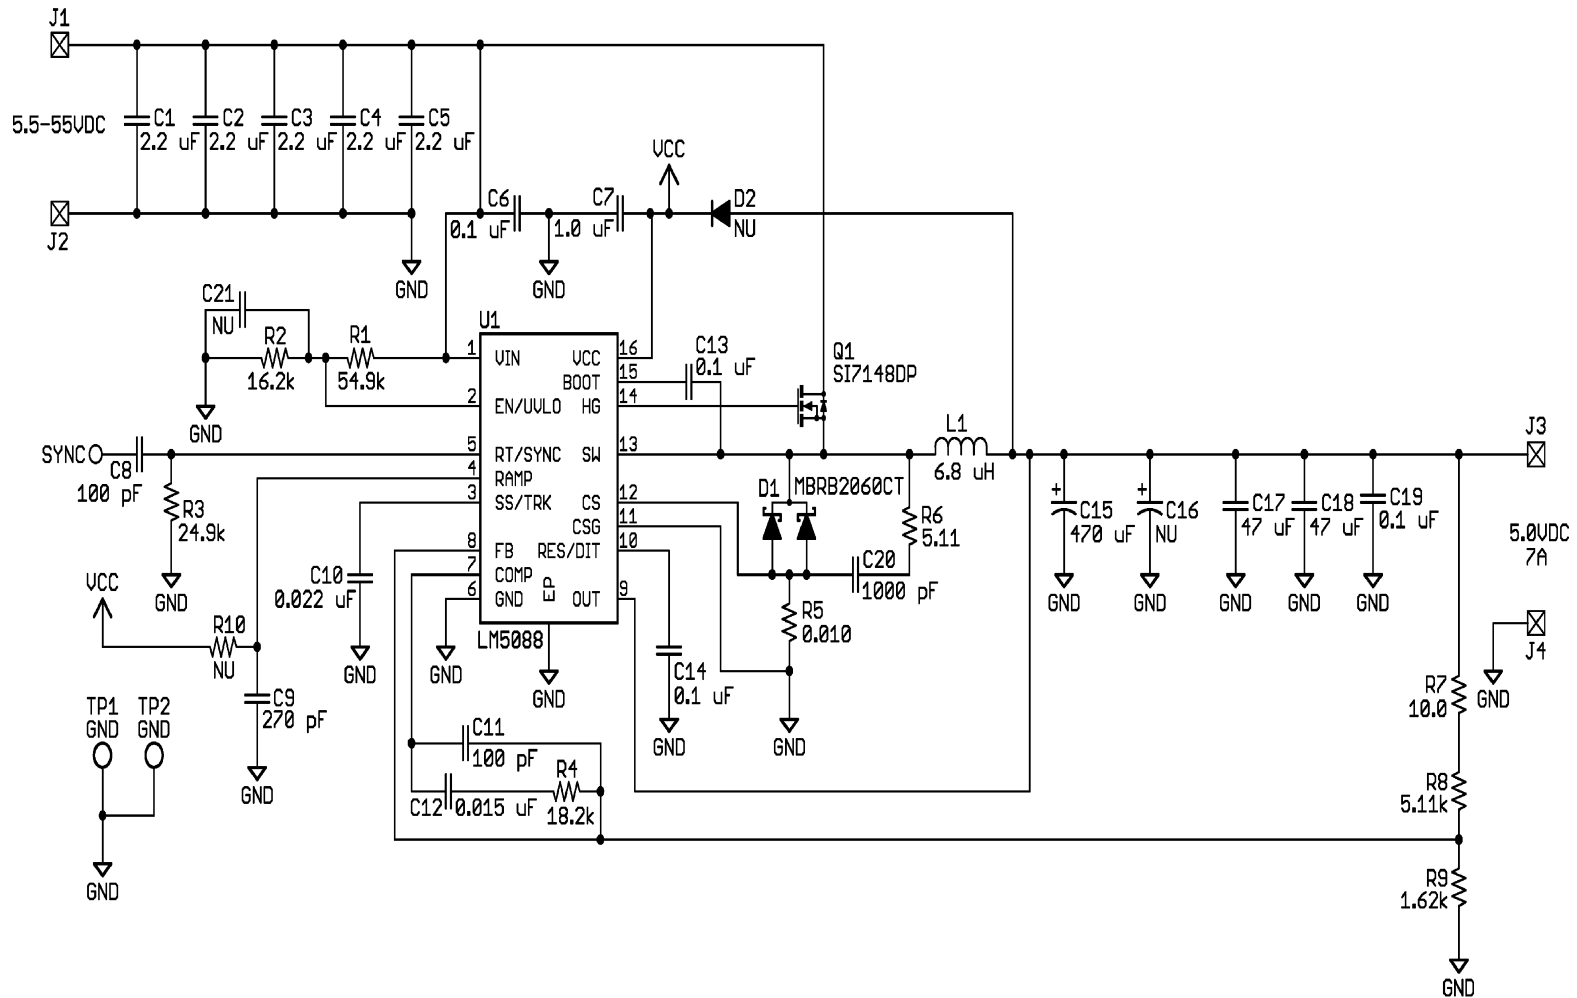 J1
5.5-55VDC
C1
2.2 uF
C2
2.2 uF
C3
2.2 uF
C4
2.2 uF
C5
2.2 uF
J2
GND
C6
0.1 uF
C7
1.0 uF
GND
VCC
D2
NU
C21
NU
R2
16.2k
R1
54.9k
GND
U1
1 VIN
2 EN/UVLO
5 RT/SYNC
4 RAMP
3 SS/TRK
8 FB
7 COMP
6 GND
EP
VCC 16
BOOT 15
HG 14
SW 13
CS 12
CSG 11
RES/DIT 10
OUT 9
LM5088
GND
GND
C13
0.1 uF
Q1
SI7148DP
SYNC
C8
100 pF
R3
24.9k
GND
VCC
R10
NU
C10
0.022 uF
GND
C9
270 pF
GND
TP1
GND
TP2
GND
GND
C11
100 pF
C12
0.015 uF
R4
18.2k
C14
0.1 uF
GND
D1
MBRB2060CT
R6
5.11
C20
1000 pF
R5
0.010
GND
L1
6.8 uH
C15
470 uF
GND
C16
NU
GND
C17
47 uF
GND
C18
47 uF
GND
C19
0.1 uF
GND
J3
5.0VDC
7A
J4
GND
R7
10.0
R8
5.11k
R9
1.62k
GND